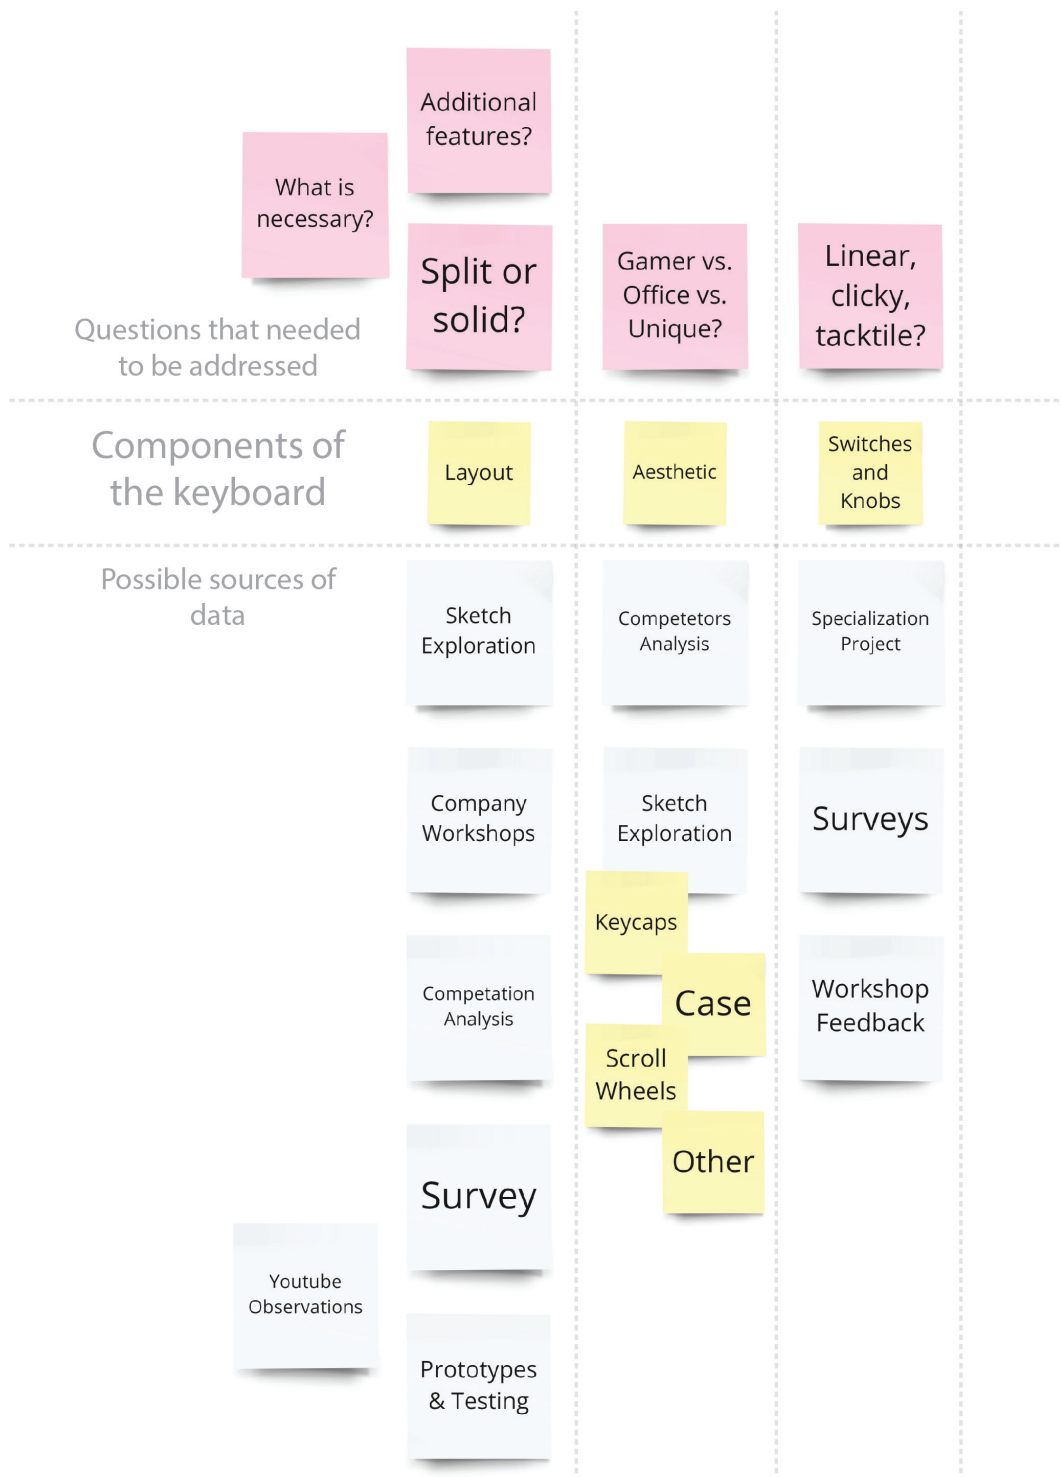 Additional
features?
What is
necessary?
Split or
solid?
Gamer vs.
Office vs.
Unique?
Linear,
clicky,
tacktile?
Questions that needed
to be addressed
Components of
the keyboard
Layout
Aesthetic
Switches
and
Knobs
Possible sources of
data
Sketch
Exploration
Competetors
Analysis
Specialization
Project
Company
Workshops
Sketch
Exploration
Surveys
Keycaps
Case
Competation
Analysis
Workshop
Feedback
Scroll
Wheels
Other
Survey
Youtube
Observations
Prototypes
& Testing